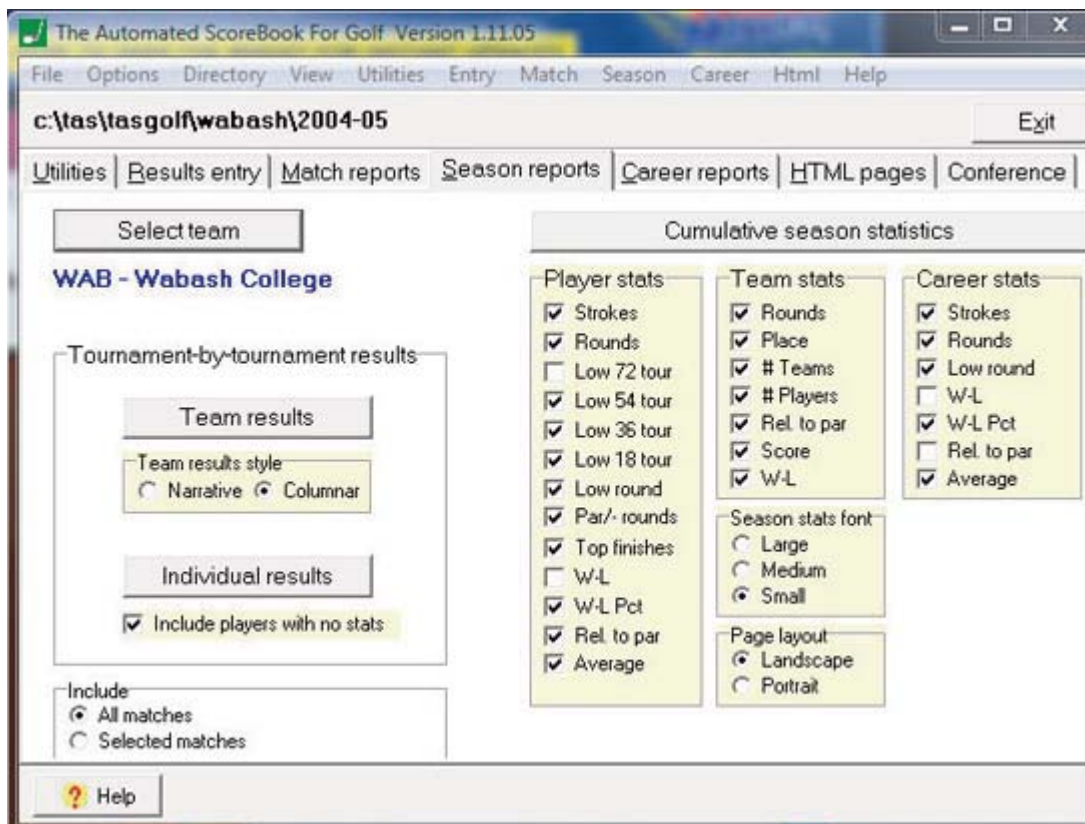 The Automated ScoreBook For Golf Version 1.11.05
File Options Directory View Utilities Entry Match Season Career Html Help
c:\tas\tasgolf\wabash\2004-05
Exit
Utilities Results entry Match reports Season reports Career reports HTML pages Conference
Select team
WAB - Wabash College
Tournament-by-tournament results
Team results
Team results style
Narrative Columnar
Individual results
Include players with no stats
Include
All matches
Selected matches
Cumulative season statistics
Player stats
Strokes
Rounds
Low 72 tour
Low 54 tour
Low 36 tour
Low 18 tour
Low round
Par/- rounds
Top finishes
W-L
W-L Pct
Rel. to par
Average
Team stats
Rounds
Place
# Teams
# Players
Rel. to par
Score
W-L
Season stats font
Large
Medium
Small
Page layout
Landscape
Portrait
Career stats
Strokes
Rounds
Low round
W-L
W-L Pct
Rel. to par
Average
? Help